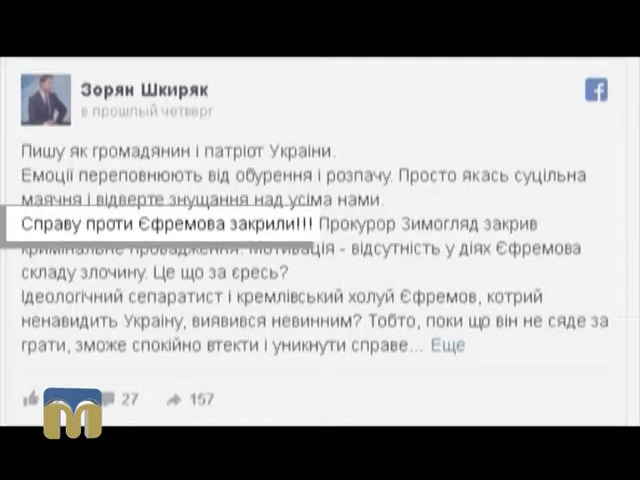 Зорян Шкиряк
в прошлый четверг
Пишу як громадянин і патріот України.
Емоції переповнюють від обурення і розпачу. Просто якась суцільна
маячня і відверте знущання над усіма нами.
Справу проти Єфремова закрили!!! Прокурор Зимогляд закрив
кримінальне провадження. Мотивація - відсутність у діях Єфремова
складу злочину. Це що за єресь?
Ідеологічний сепаратист і кремлівський холуй Єфремов, котрий
ненавидить Україну, виявився невинним? Тобто, поки що він не сяде за
грати, зможе спокійно втекти і уникнути справе... Еще
27 157